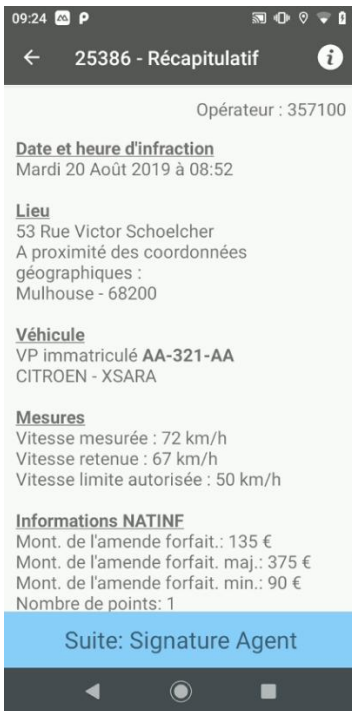 09:24
25386 - Récapitulatif
Opérateur : 357100
Date et heure d'infraction
Mardi 20 Août 2019 à 08:52
Lieu
53 Rue Victor Schoelcher
A proximité des coordonnées
géographiques :
Mulhouse - 68200
Véhicule
VP immatriculé AA-321-AA
CITROEN - XSARA
Mesures
Vitesse mesurée : 72 km/h
Vitesse retenue : 67 km/h
Vitesse limite autorisée : 50 km/h
Informations NATINF
Mont. de l'amende forfait.: 135 €
Mont. de l'amende forfait. maj.: 375 €
Mont. de l'amende forfait. min.: 90 €
Nombre de points: 1
Suite: Signature Agent